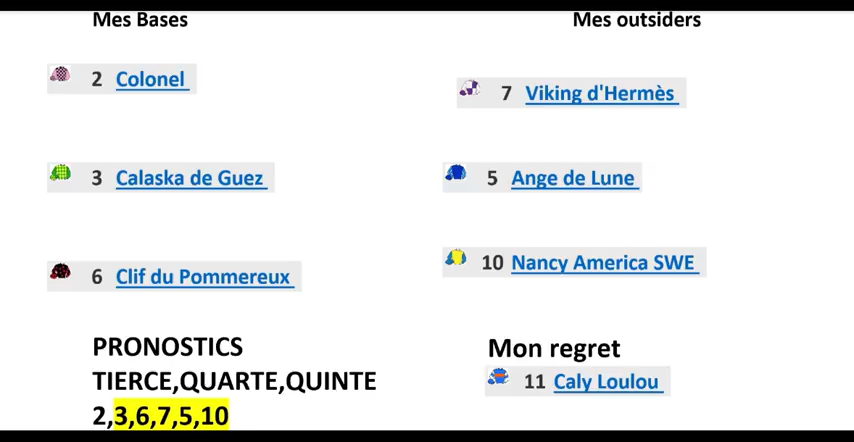 Mes Bases
Mes outsiders
2 Colonel
7 Viking d'Hermès
3 Calaska de Guez
5 Ange de Lune
6 Clif du Pommereux
10 Nancy America SWE
PRONOSTICS
TIERCE,QUARTE,QUINTE
2,3,6,7,5,10
Mon regret
11 Caly Loulou